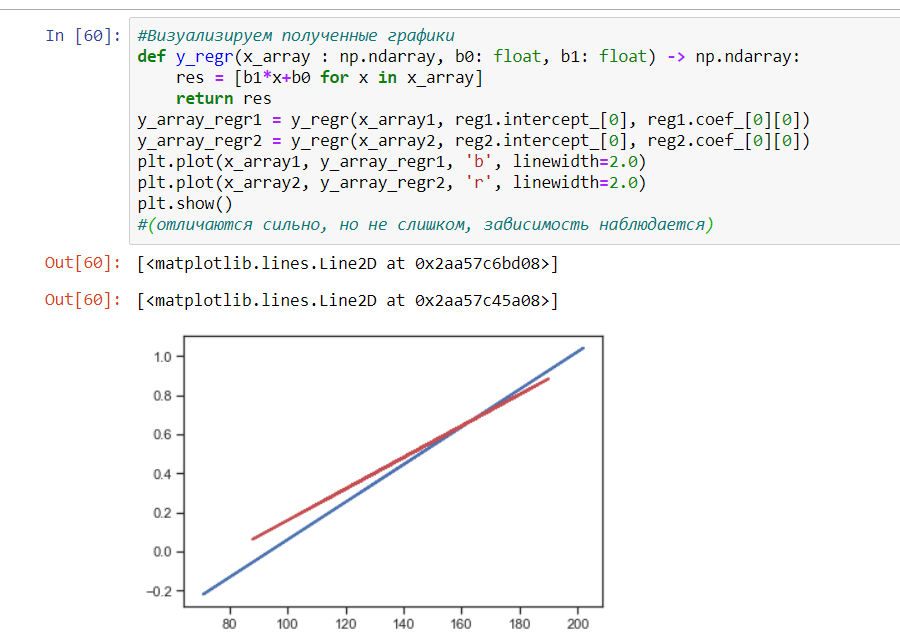 In [60]: #Визуализируем полученные графики
def y_regr(x_array : np.ndarray, b0: float, b1: float) -> np.ndarray:
    res = [b1*x+b0 for x in x_array]
    return res
y_array_regr1 = y_regr(x_array1, reg1.intercept_[0], reg1.coef_[0][0])
y_array_regr2 = y_regr(x_array2, reg2.intercept_[0], reg2.coef_[0][0])
plt.plot(x_array1, y_array_regr1, 'b', linewidth=2.0)
plt.plot(x_array2, y_array_regr2, 'r', linewidth=2.0)
plt.show()
#(отличаются сильно, но не слишком, зависимость наблюдается)
Out[60]: [<matplotlib.lines.Line2D at 0x2aa57c6bd08>]
Out[60]: [<matplotlib.lines.Line2D at 0x2aa57c45a08>]
1.0
0.8
0.6
0.4
0.2
0.0
−0.2
80 100 120 140 160 180 200